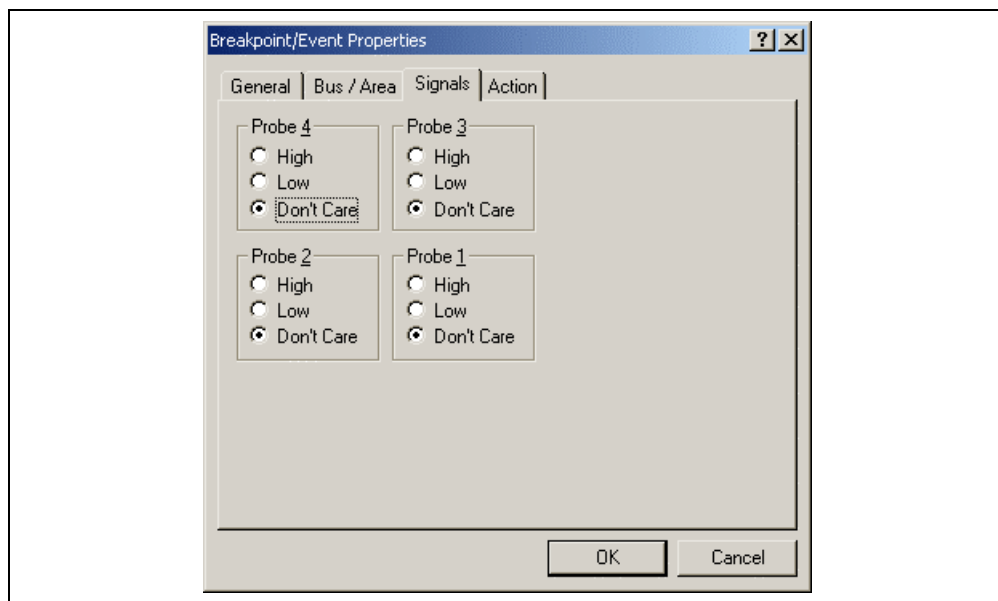 Breakpoint/Event Properties
General Bus / Area Signals Action
Probe 4 Probe 3
High High
Low Low
Don't Care Don't Care
Probe 2 Probe 1
High High
Low Low
Don't Care Don't Care
OK Cancel